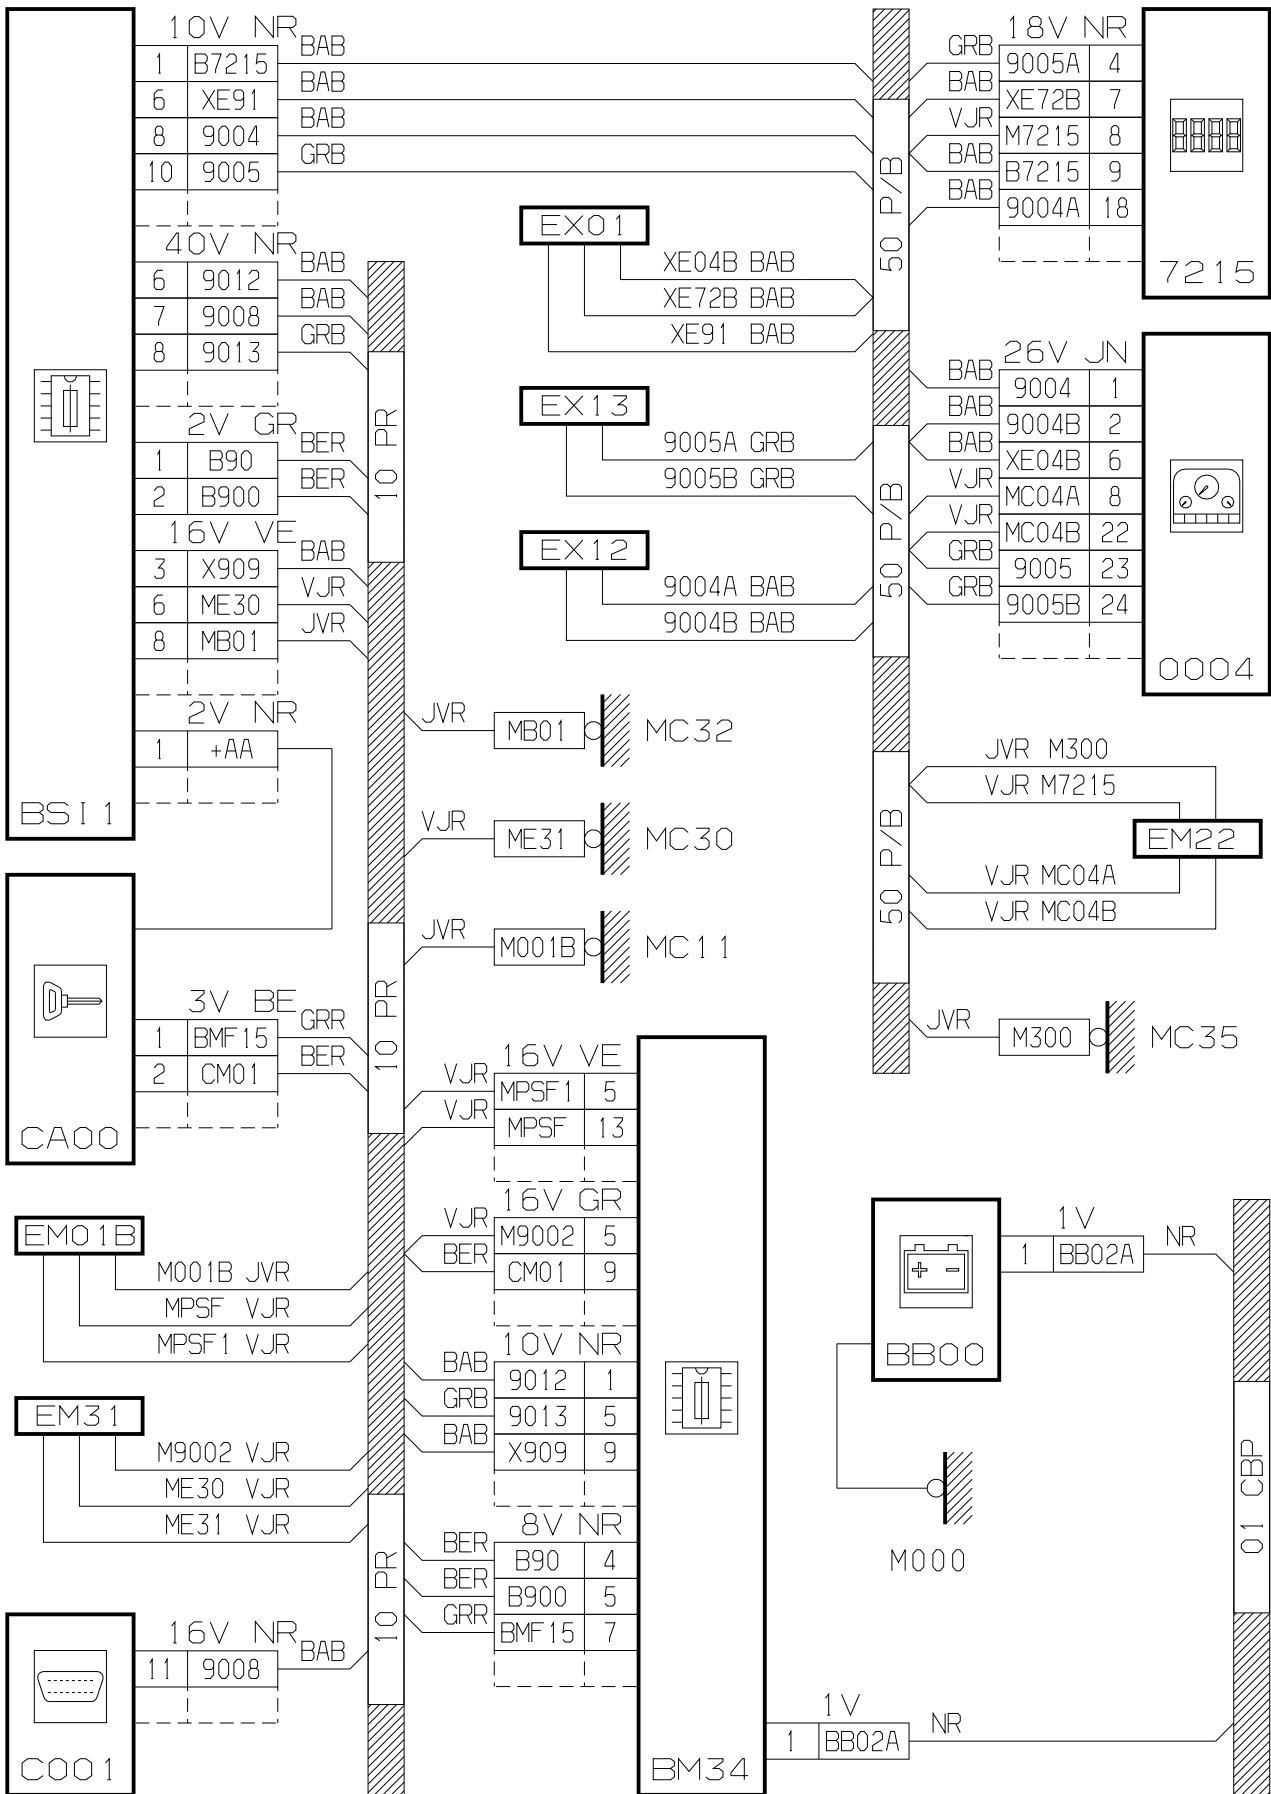 10V NR
BAB
1 B7215
BAB
6 XE91
BAB
8 9004
GRB
10 9005
40V NR
BAB
6 9012
BAB
7 9008
GRB
8 9013
2V GR
BER
1 B90
BER
2 B900
16V VE
BAB
3 X909
VJR
6 ME30
JVR
8 MB01
2V NR
1 +AA
BSI1
3V BE
GRR
1 BMF15
BER
2 CM01
CA00
EM01B
M001B JVR
MPSF VJR
MPSF1 VJR
EM31
M9002 VJR
ME30 VJR
ME31 VJR
16V NR
BAB
11 9008
C001
10 PR
10 PR
10 PR
EX01
XE04B BAB
XE72B BAB
XE91 BAB
EX13
9005A GRB
9005B GRB
EX12
9004A BAB
9004B BAB
JVR MB01 MC32
VJR ME31 MC30
JVR M001B MC11
16V VE
VJR
MPSF1 5
VJR
MPSF 13
16V GR
VJR
M9002 5
BER
CM01 9
10V NR
BAB
9012 1
GRB
9013 5
BAB
X909 9
8V NR
BER
B90 4
BER
B900 5
GRR
BMF15 7
BM34
1V
1 BB02A NR
50 P/B
50 P/B
50 P/B
18V NR
GRB
9005A 4
BAB
XE72B 7
VJR
M7215 8
BAB
B7215 9
BAB
9004A 18
7215
26V JN
BAB
9004 1
BAB
9004B 2
BAB
XE04B 6
VJR
MC04A 8
VJR
MC04B 22
GRB
9005 23
GRB
9005B 24
0004
JVR M300
VJR M7215
EM22
VJR MC04A
VJR MC04B
JVR M300 MC35
1V
1 BB02A NR
BB00
M000
01 CBP